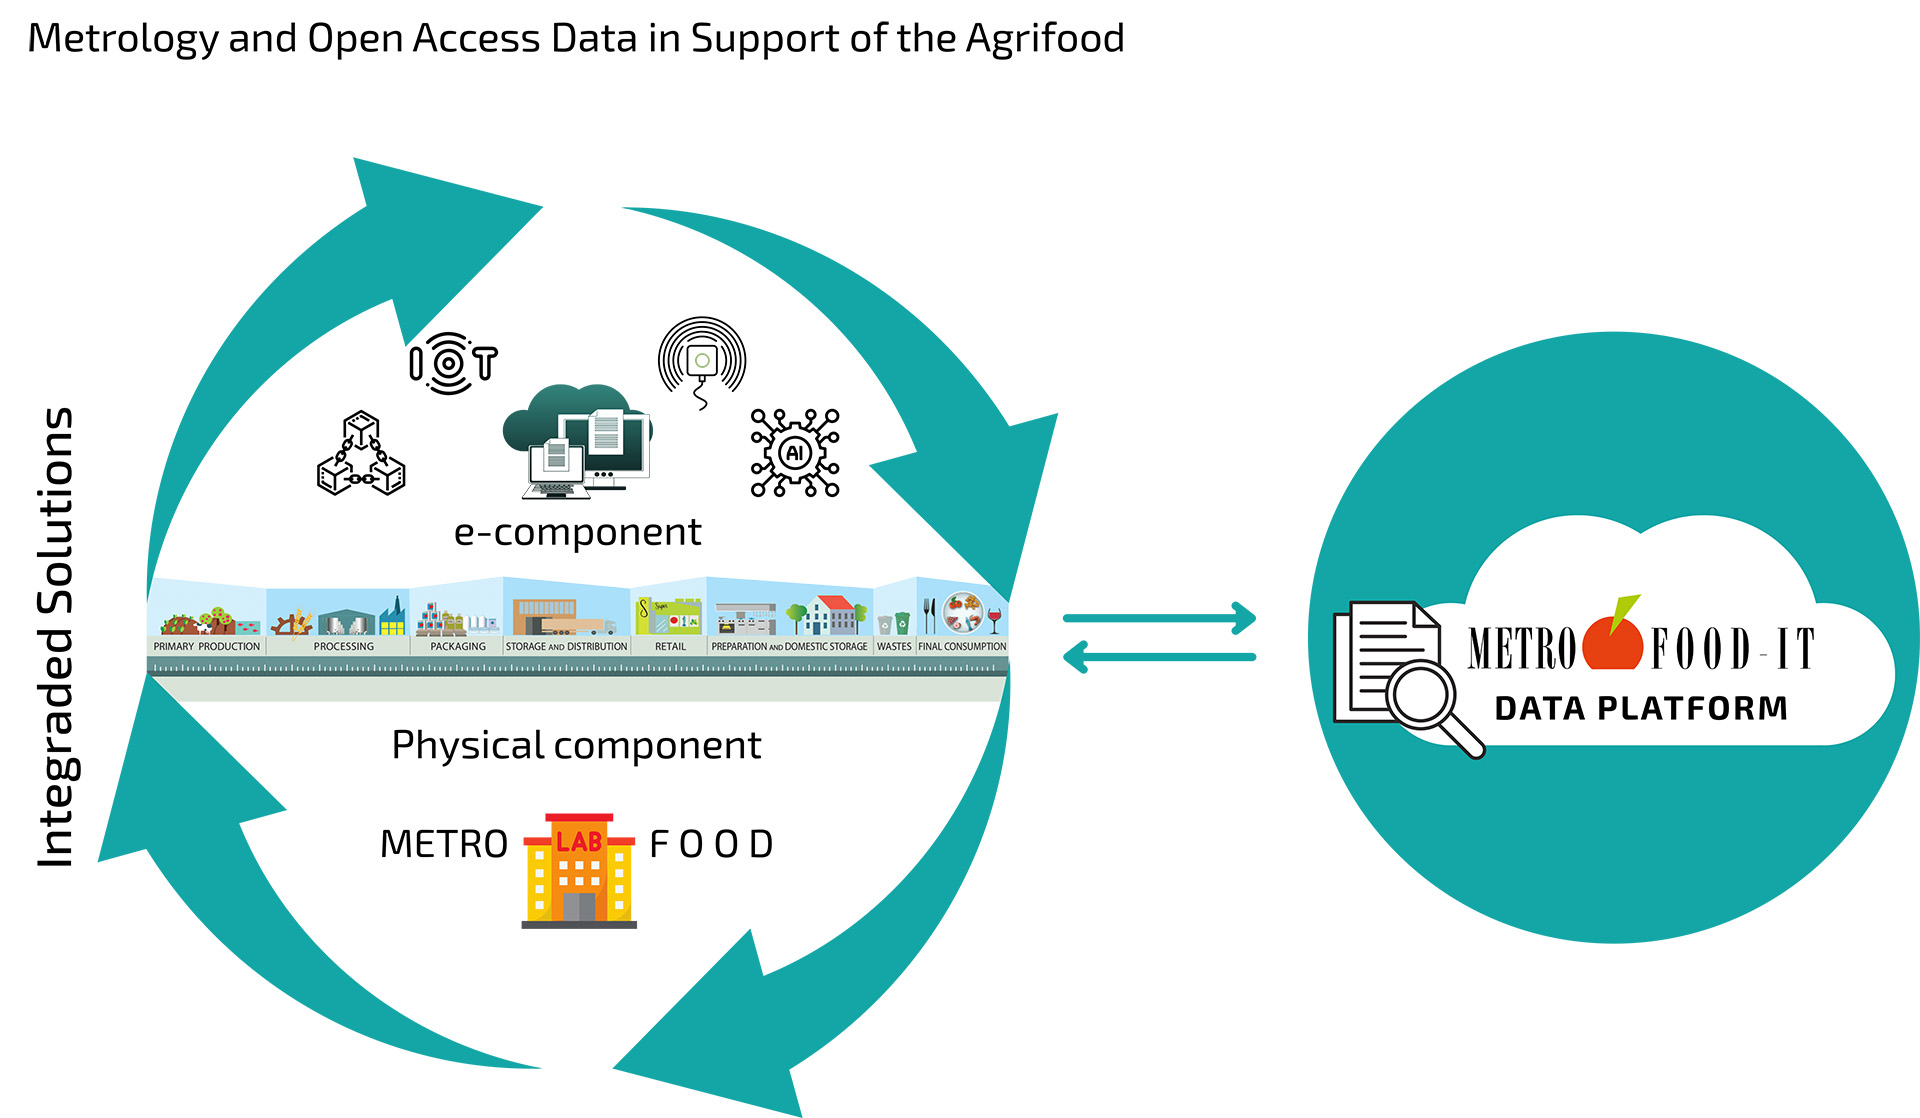 Metrology and Open Access Data in Support of the Agrifood
Integraded Solutions
IOT
AI
e-component
PRIMARY PRODUCTION
PROCESSING
PACKAGING
STORAGE AND DISTRIBUTION
Super
RETAIL
PREPARATION AND DOMESTIC STORAGE
WASTES
FINAL CONSUMPTION
Physical component
METRO LAB FOOD
METRO FOOD-IT
DATA PLATFORM